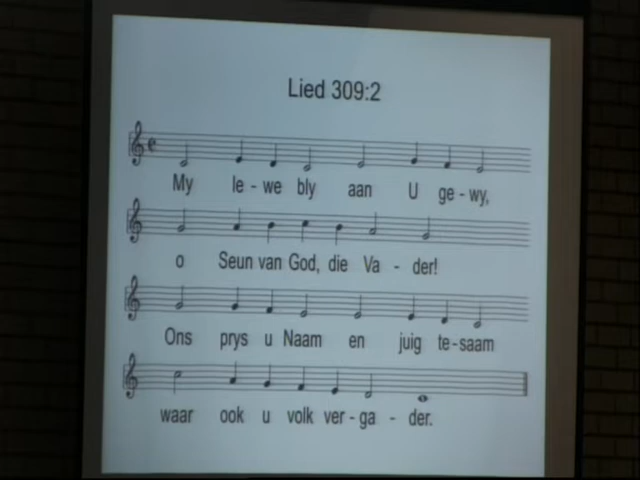 Lied 309:2
My le-we bly aan U ge-wy,
o Seun van God, die Va-der!
Ons prys u Naam en juig te-saam
waar ook u volk ver-ga-der.